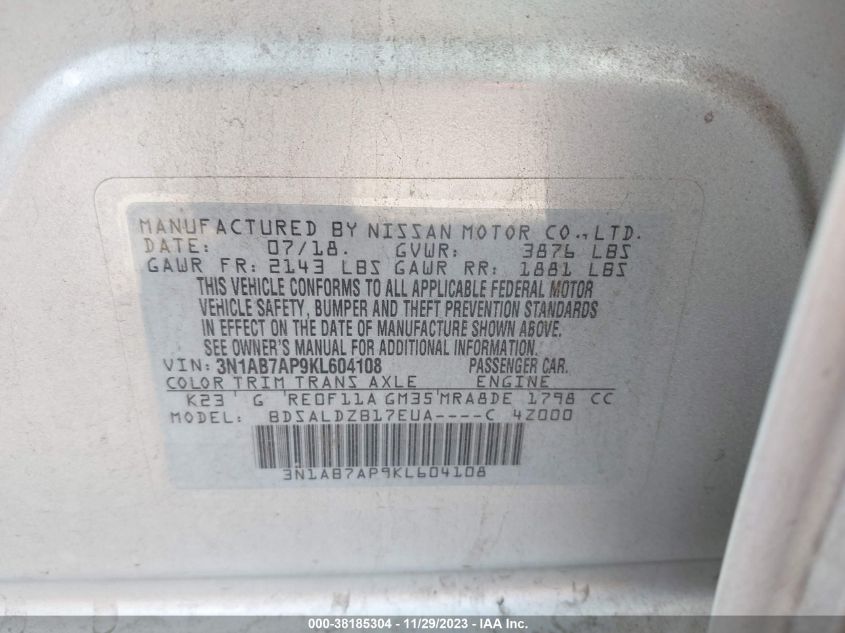 MANUFACTURED BY NISSAN MOTOR CO.,LTD.
DATE: 07/18. GVWR: 3876 LBS
GAWR FR: 2143 LBS GAWR RR: 1881 LBS
THIS VEHICLE CONFORMS TO ALL APPLICABLE FEDERAL MOTOR
VEHICLE SAFETY, BUMPER AND THEFT PREVENTION STANDARDS
IN EFFECT ON THE DATE OF MANUFACTURE SHOWN ABOVE.
SEE OWNER'S MANUAL FOR ADDITIONAL INFORMATION.
VIN: 3N1AB7AP9KL604108 PASSENGER CAR.
COLOR TRIM TRANS AXLE ENGINE
K23 G RE0F11A GM35 MRA8DE 1798 CC
MODEL: BDSALDZB17EUA----C 4Z000
3N1AB7AP9KL604108
000-38185304 - 11/29/2023 - IAA Inc.